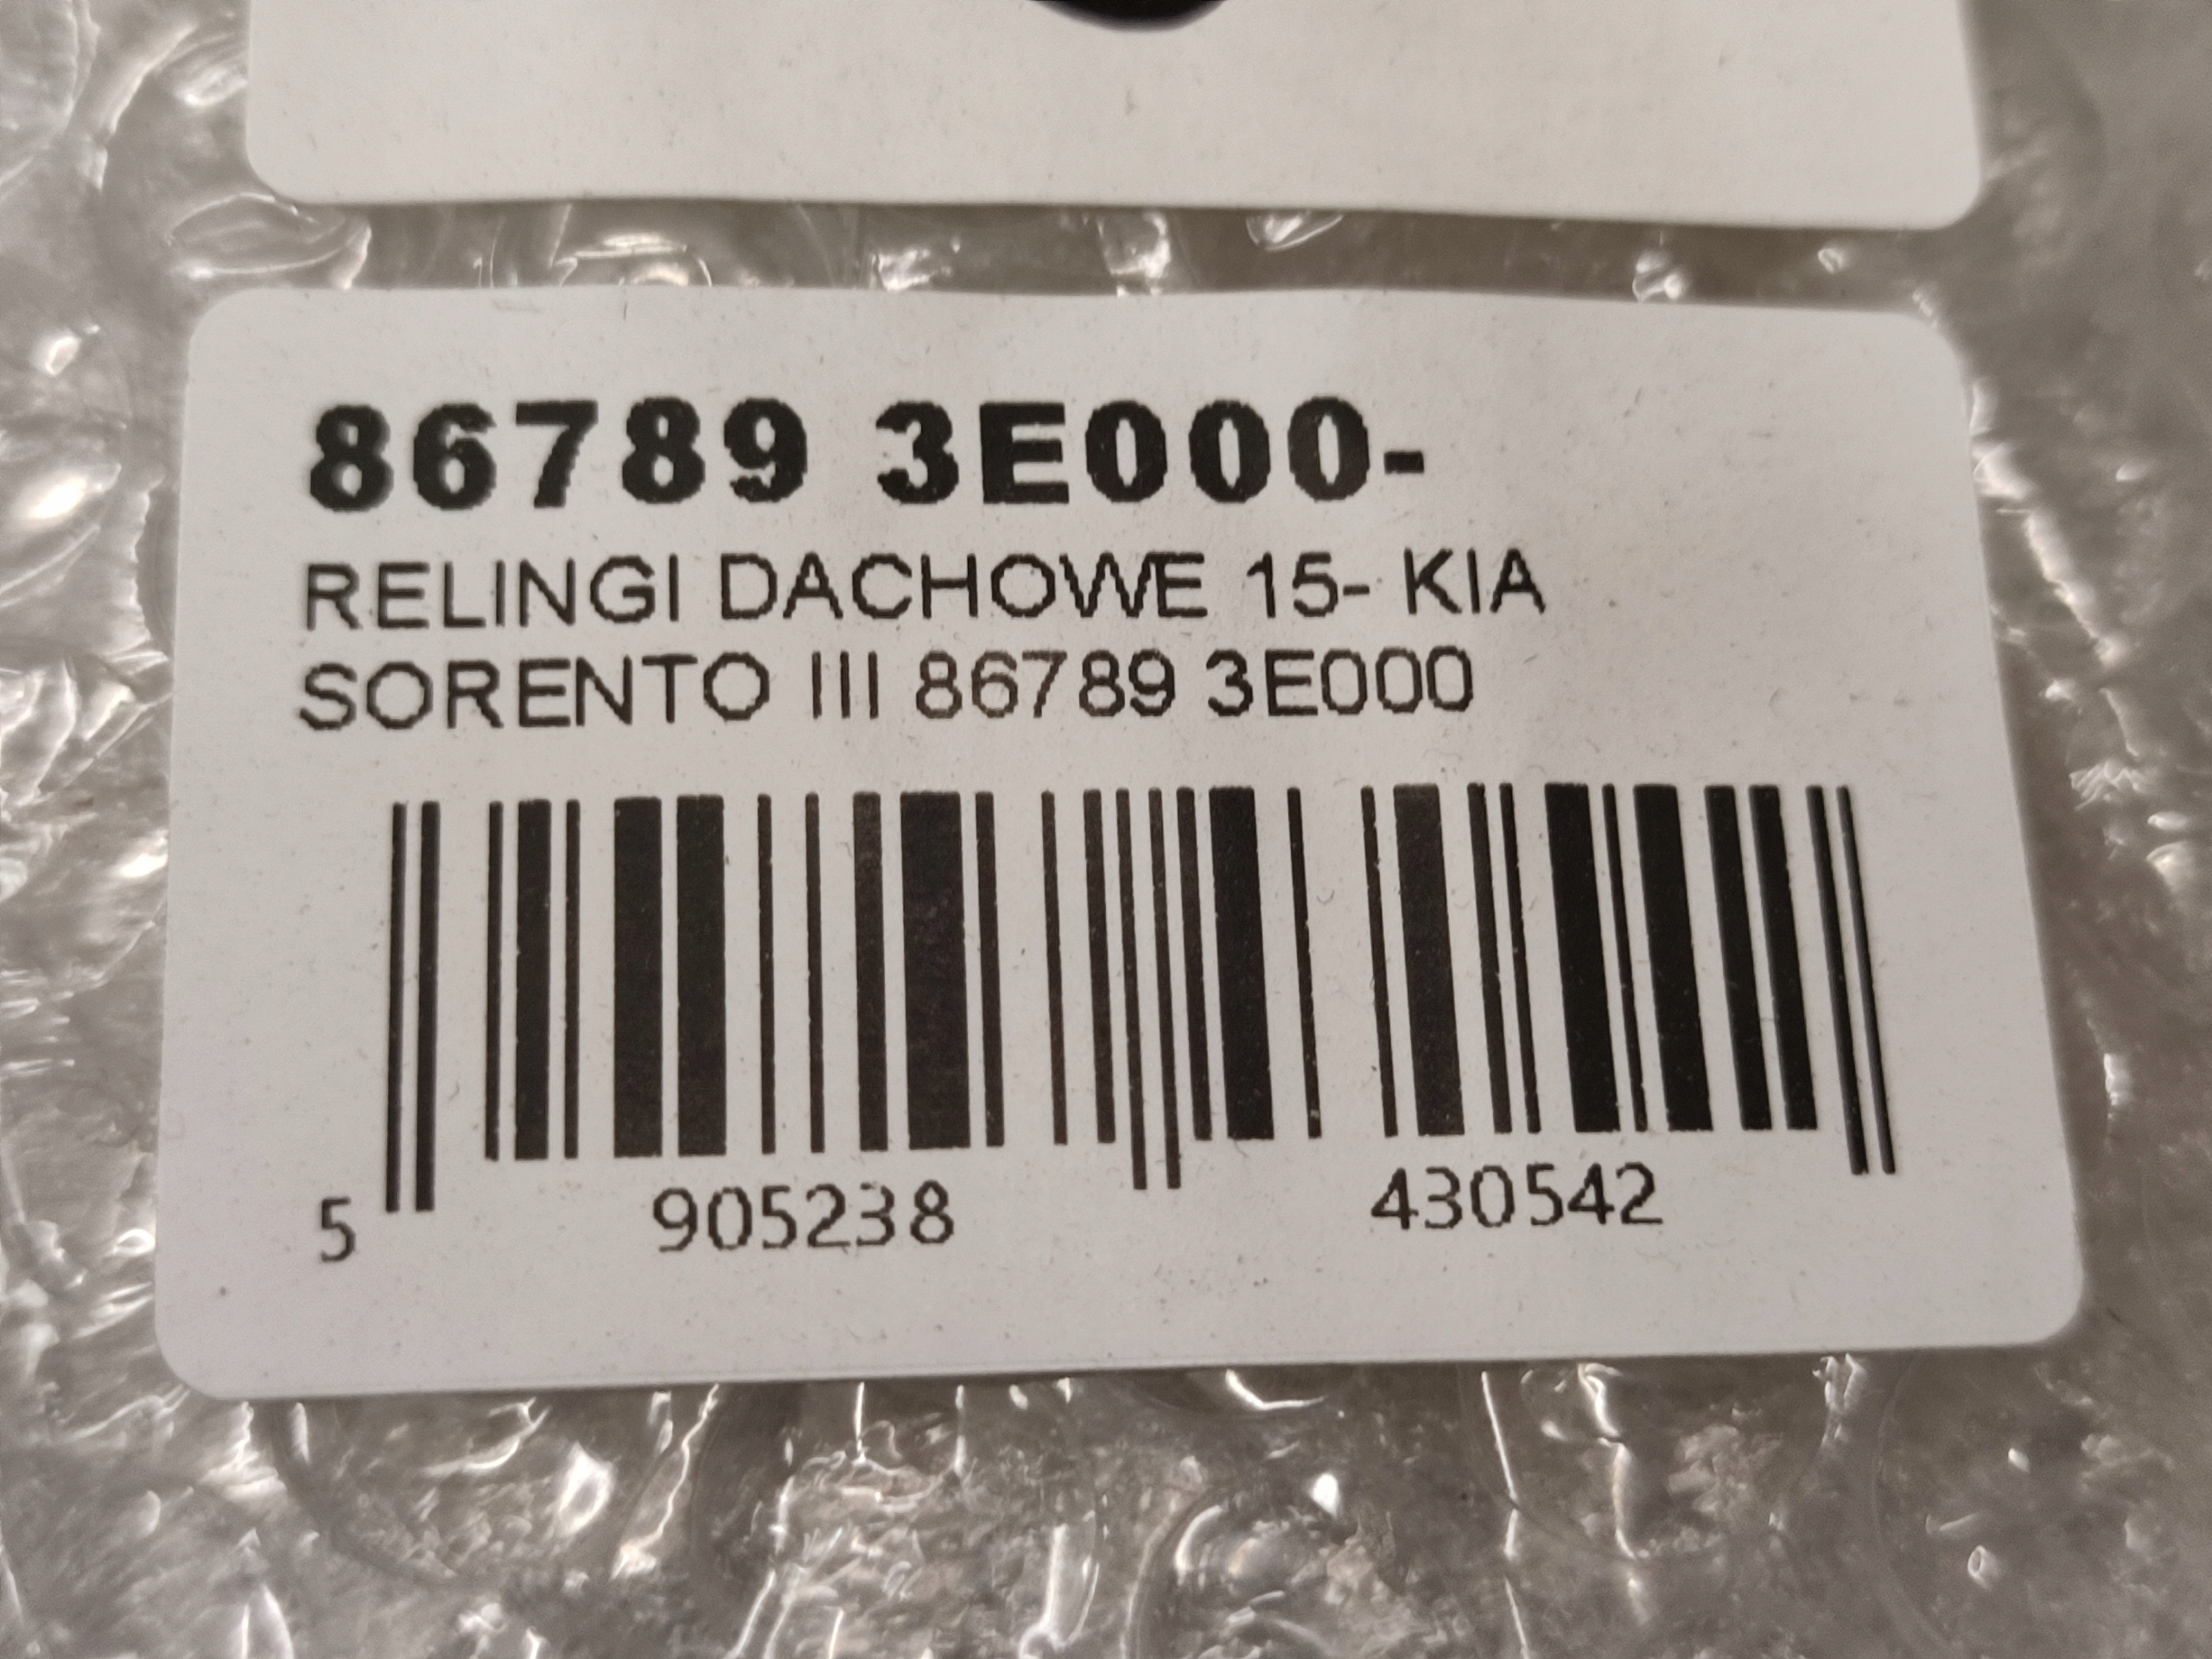 86789 3E000-
RELINGI DACHOWE 15- KIA
SORENTO III 86789 3E000
5 905238 430542